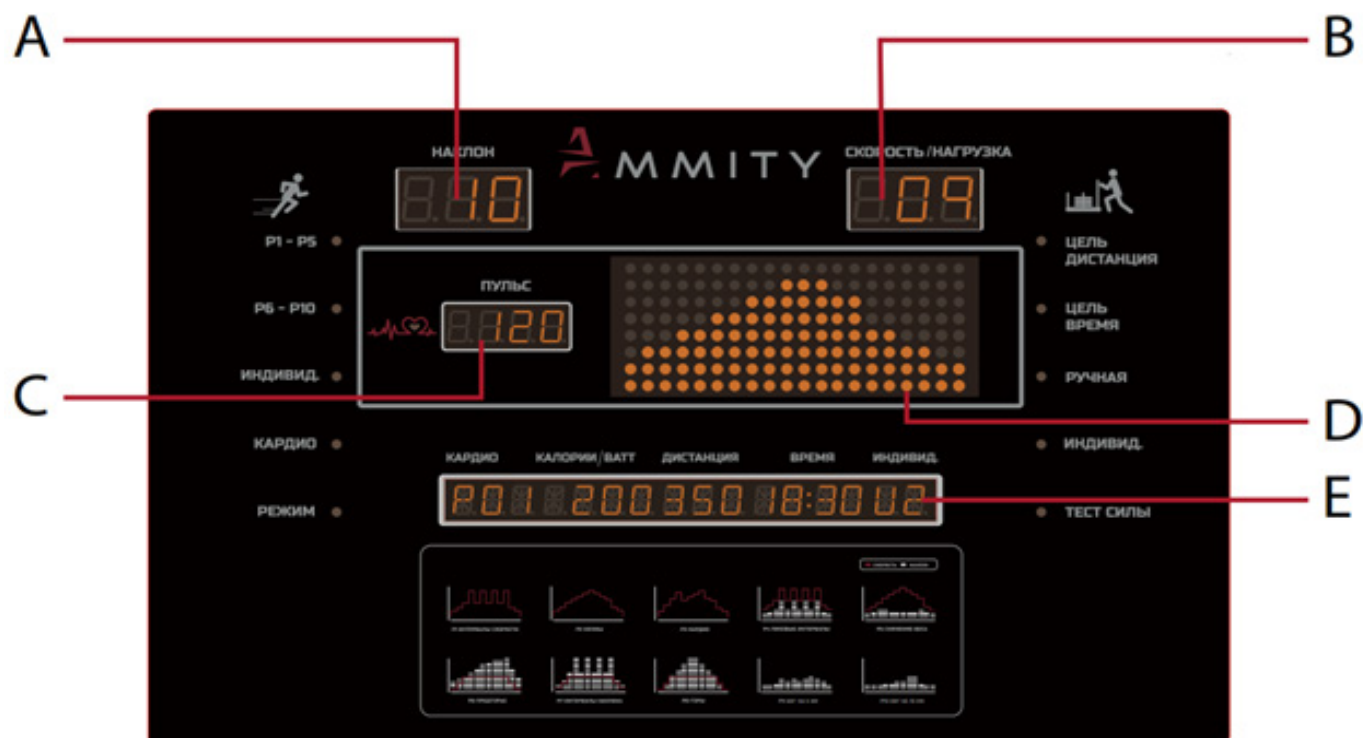 A
B
НАКЛОН
AMMITY
СКОРОСТЬ/НАГРУЗКА
10
09
P1 - P5
ЦЕЛЬ
ДИСТАНЦИЯ
ПУЛЬС
P6 - P10
120
ЦЕЛЬ
ВРЕМЯ
ИНДИВИД.
РУЧНАЯ
C
D
КАРДИО
ИНДИВИД.
КАРДИО КАЛОРИИ/ВАТТ ДИСТАНЦИЯ ВРЕМЯ ИНДИВИД.
P01 200 350 18:30 U2
E
РЕЖИМ
ТЕСТ СИЛЫ